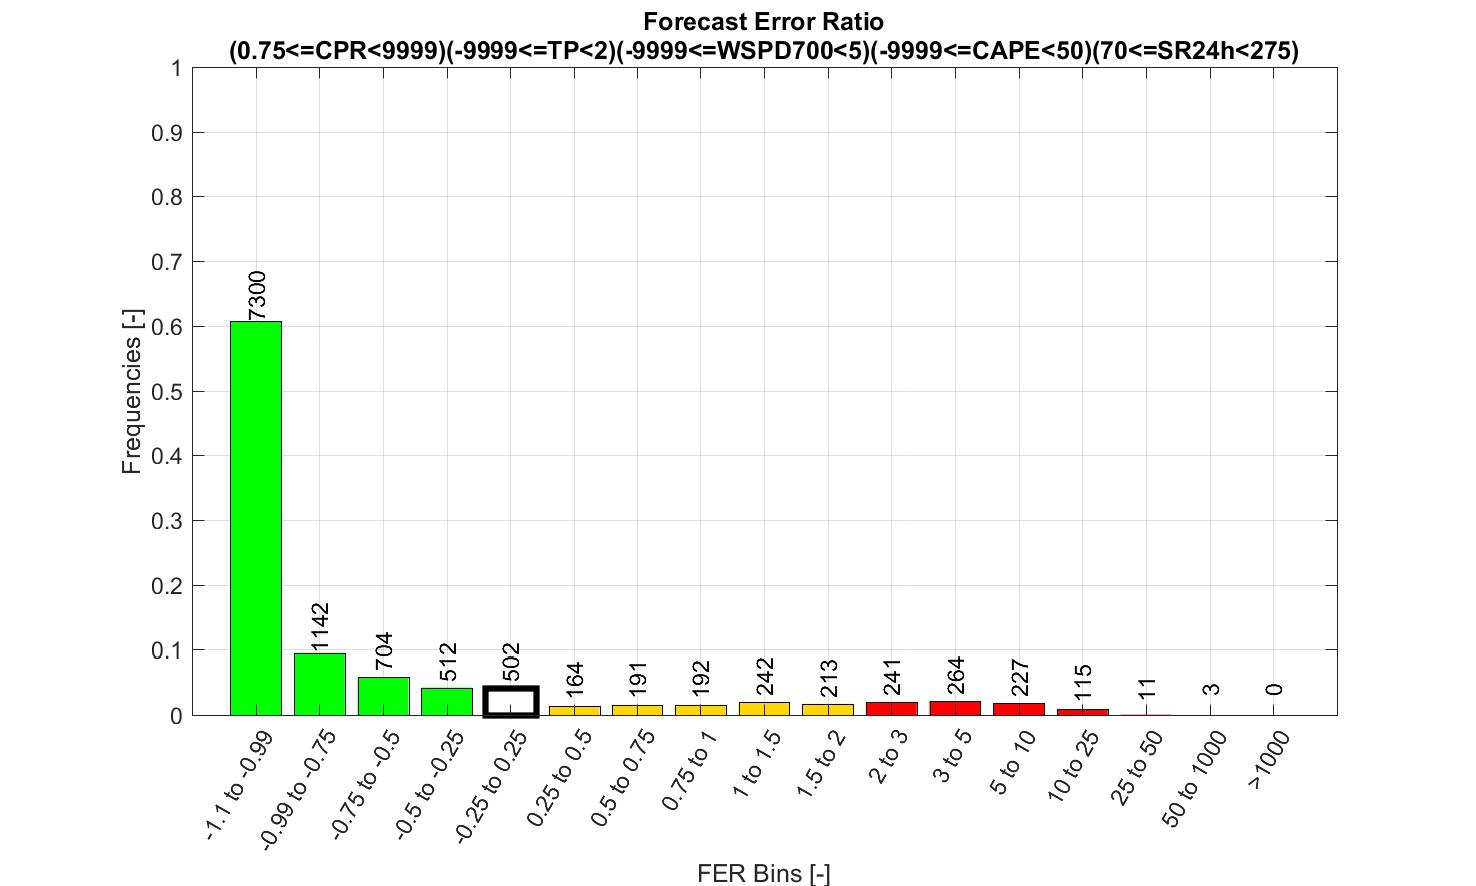 Forecast Error Ratio
(0.75<=CPR<9999)(-9999<=TP<2)(-9999<=WSPD700<5)(-9999<=CAPE<50)(70<=SR24h<275)
Frequencies [-]
1
0.9
0.8
0.7
0.6
0.5
0.4
0.3
0.2
0.1
0
7300
1142
704
512
502
164
191
192
242
213
241
264
227
115
11
3
0
-1.1 to -0.99
-0.99 to -0.75
-0.75 to -0.5
-0.5 to -0.25
-0.25 to 0.25
0.25 to 0.5
0.5 to 0.75
0.75 to 1
1 to 1.5
1.5 to 2
2 to 3
3 to 5
5 to 10
10 to 25
25 to 50
50 to 1000
>1000
FER Bins [-]